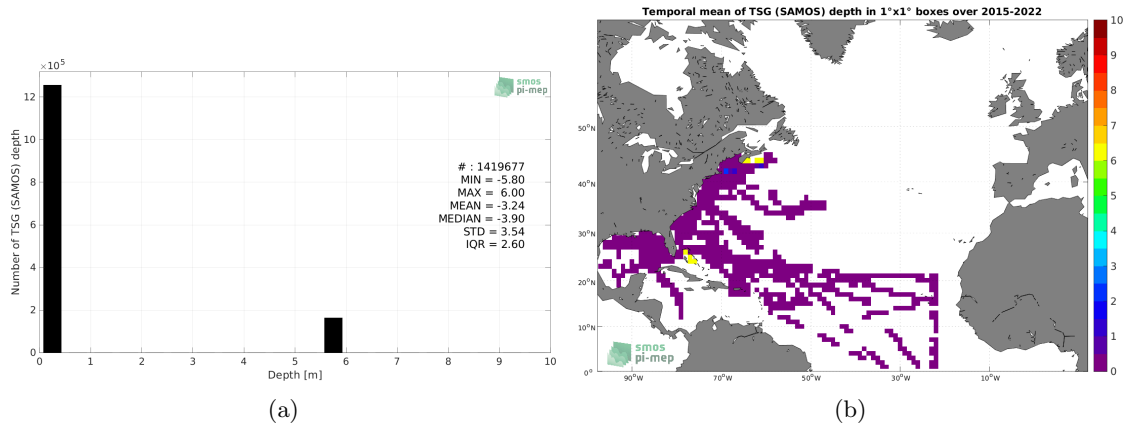 ×10⁵
smos
pi-mep
12
10
8
6
4
2
0
Number of TSG (SAMOS) depth
# : 1419677
MIN = -5.80
MAX = 6.00
MEAN = -3.24
MEDIAN = -3.90
STD = 3.54
IQR = 2.60
0 1 2 3 4 5 6 7 8 9 10
Depth [m]
(a)
Temporal mean of TSG (SAMOS) depth in 1°x1° boxes over 2015-2022
50°N
40°N
30°N
20°N
10°N
0°
90°W 70°W 50°W 30°W 10°W
smos
pi-mep
10
9
8
7
6
5
4
3
2
1
0
(b)